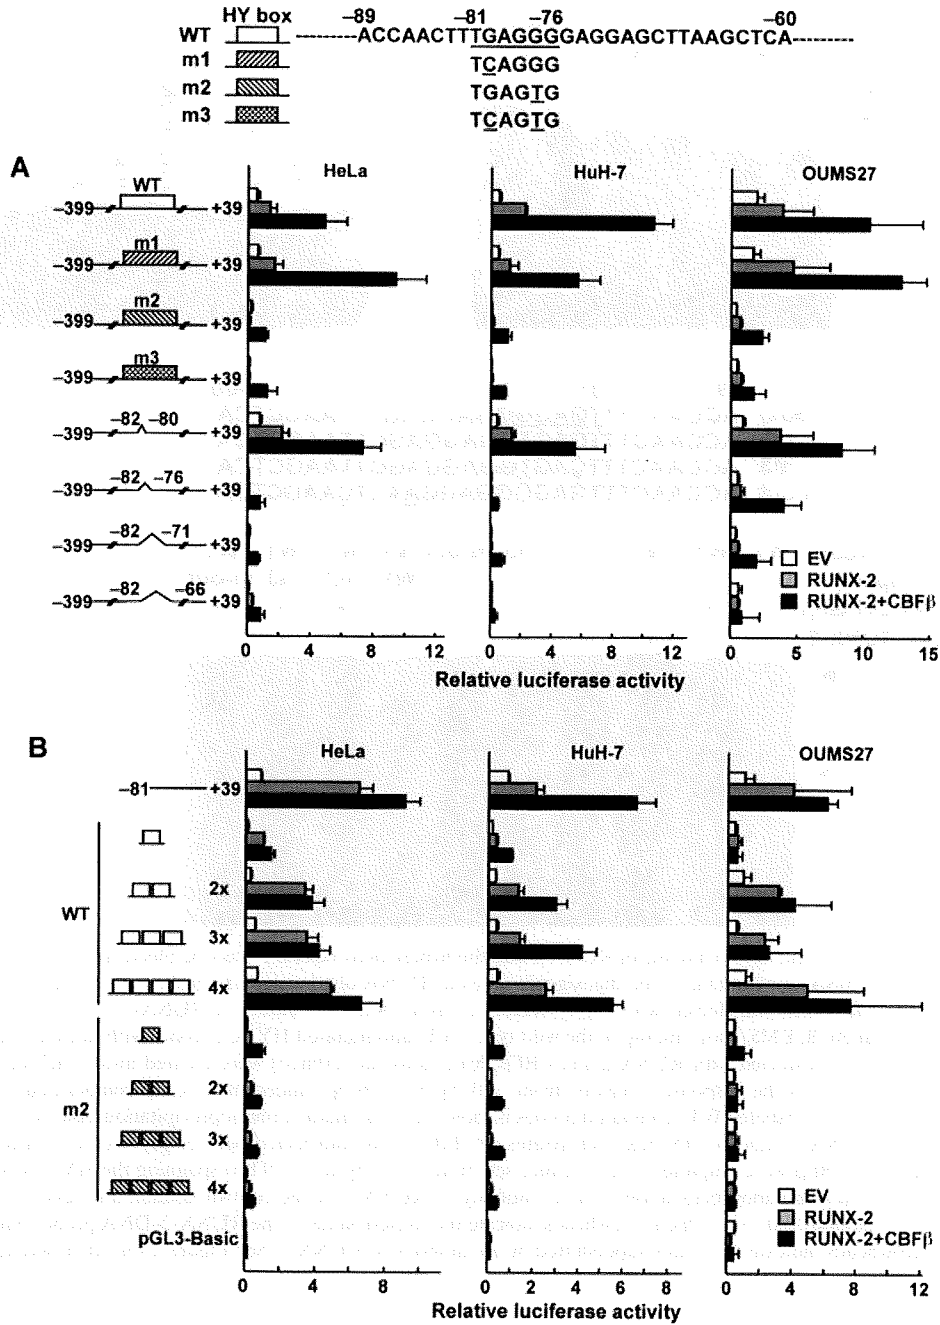 HY box –89 –81 –76 –60
WT ------ACCAACTTTGAGGGGAGGAGCTTAAGCTCA------
m1 TCAGGG
m2 TGAGTG
m3 TCAGTG
A
HeLa HuH-7 OUMS27
WT
–399 +39
m1
–399 +39
m2
–399 +39
m3
–399 +39
–82 –80
–399 +39
–82 –76
–399 +39
–82 –71
–399 +39
–82 –66
–399 +39
EV
RUNX-2
RUNX-2+CBFβ
0 4 8 12 0 4 8 12 0 5 10 15
Relative luciferase activity
B
HeLa HuH-7 OUMS27
–81 +39
WT
2x
3x
4x
m2
2x
3x
4x
pGL3-Basic
EV
RUNX-2
RUNX-2+CBFβ
0 4 8 12 0 2 4 6 8 0 4 8 12
Relative luciferase activity